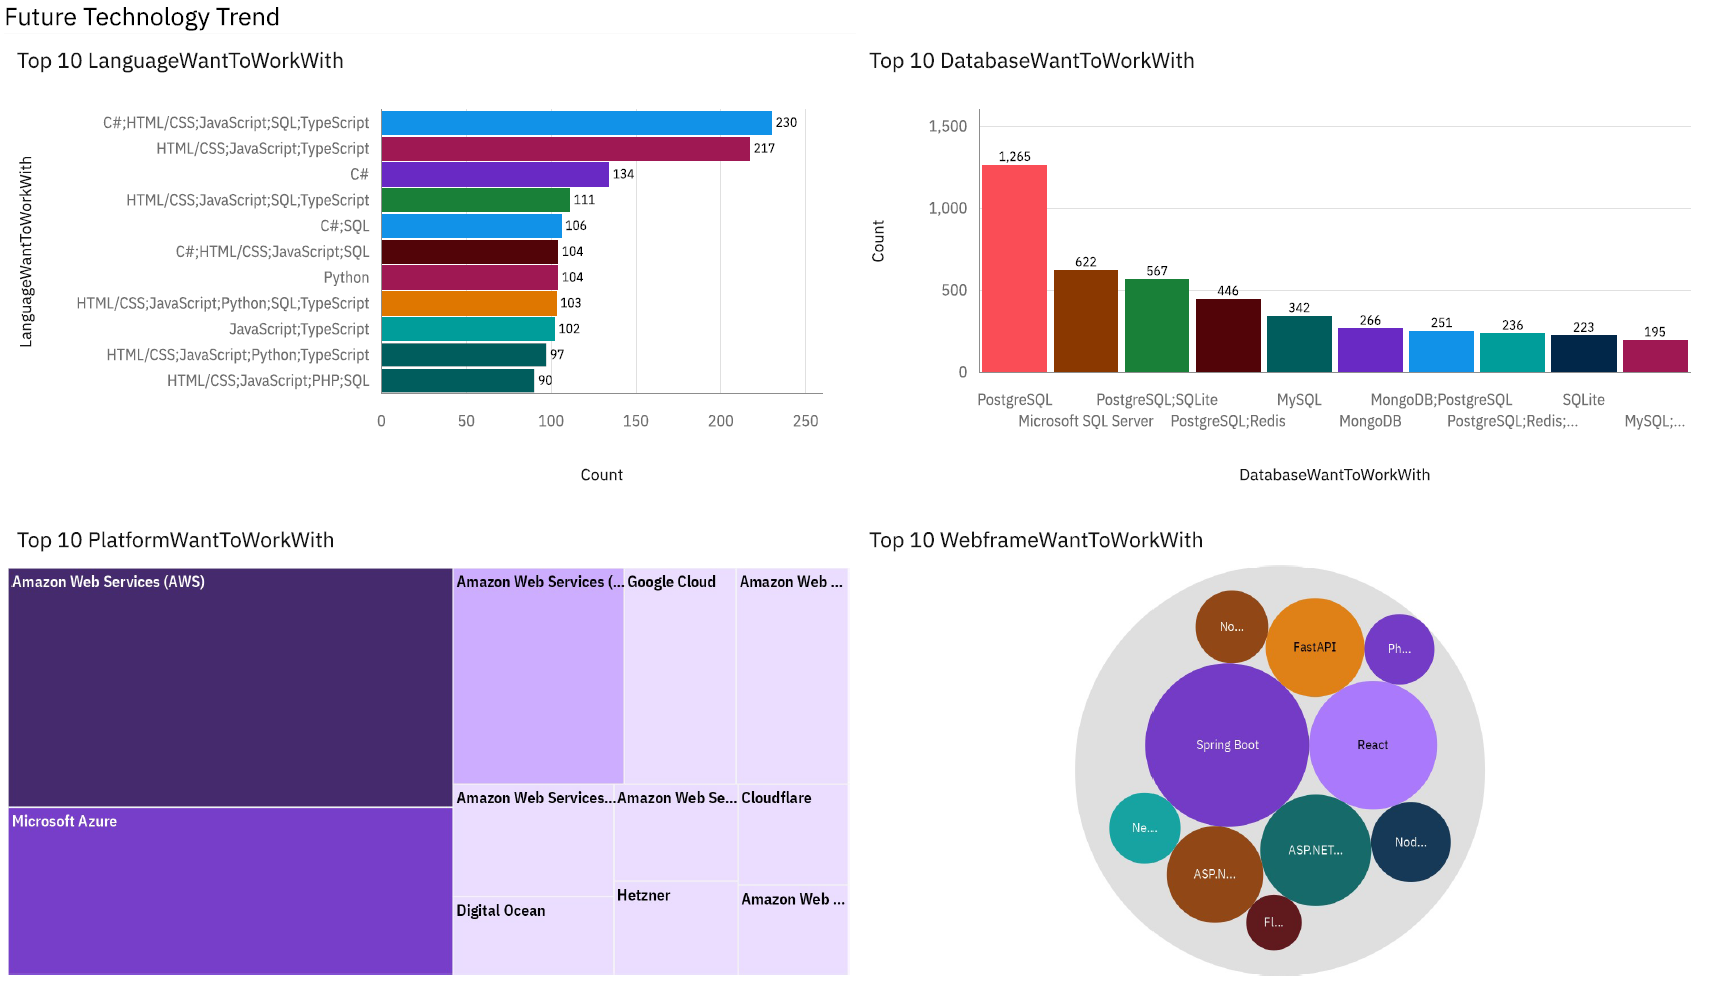 Future Technology Trend
Top 10 LanguageWantToWorkWith
LanguageWantToWorkWith
C#;HTML/CSS;JavaScript;SQL;TypeScript 230
HTML/CSS;JavaScript;TypeScript 217
C# 134
HTML/CSS;JavaScript;SQL;TypeScript 111
C#;SQL 106
C#;HTML/CSS;JavaScript;SQL 104
Python 104
HTML/CSS;JavaScript;Python;SQL;TypeScript 103
JavaScript;TypeScript 102
HTML/CSS;JavaScript;Python;TypeScript 97
HTML/CSS;JavaScript;PHP;SQL 90
0 50 100 150 200 250
Count
Top 10 DatabaseWantToWorkWith
Count
1,500
1,000
500
0
1,265 622 567 446 342 266 251 236 223 195
PostgreSQL PostgreSQL;SQLite MySQL MongoDB;PostgreSQL SQLite
Microsoft SQL Server PostgreSQL;Redis MongoDB PostgreSQL;Redis;... MySQL;...
DatabaseWantToWorkWith
Top 10 PlatformWantToWorkWith
Amazon Web Services (AWS) Amazon Web Services (... Google Cloud Amazon Web ...
Amazon Web Services... Amazon Web Se... Cloudflare
Microsoft Azure
Hetzner Amazon Web ...
Digital Ocean
Top 10 WebframeWantToWorkWith
No... FastAPI Ph...
Spring Boot React
Ne... ASP.NET... Nod...
ASP.N...
Fl...